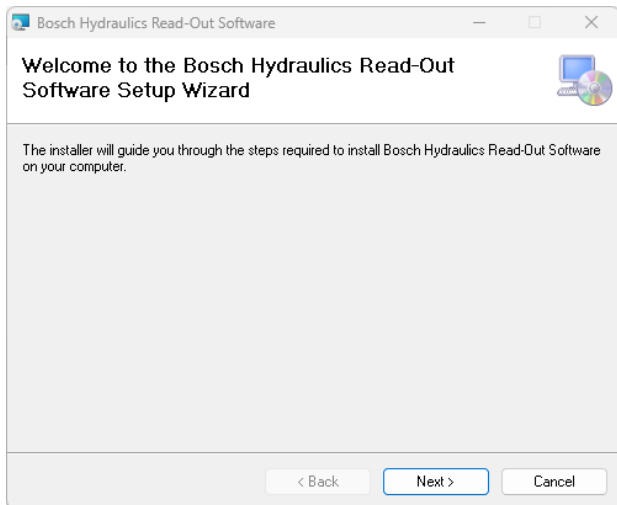 Bosch Hydraulics Read-Out Software
Welcome to the Bosch Hydraulics Read-Out
Software Setup Wizard
The installer will guide you through the steps required to install Bosch Hydraulics Read-Out Software
on your computer.
< Back
Next >
Cancel